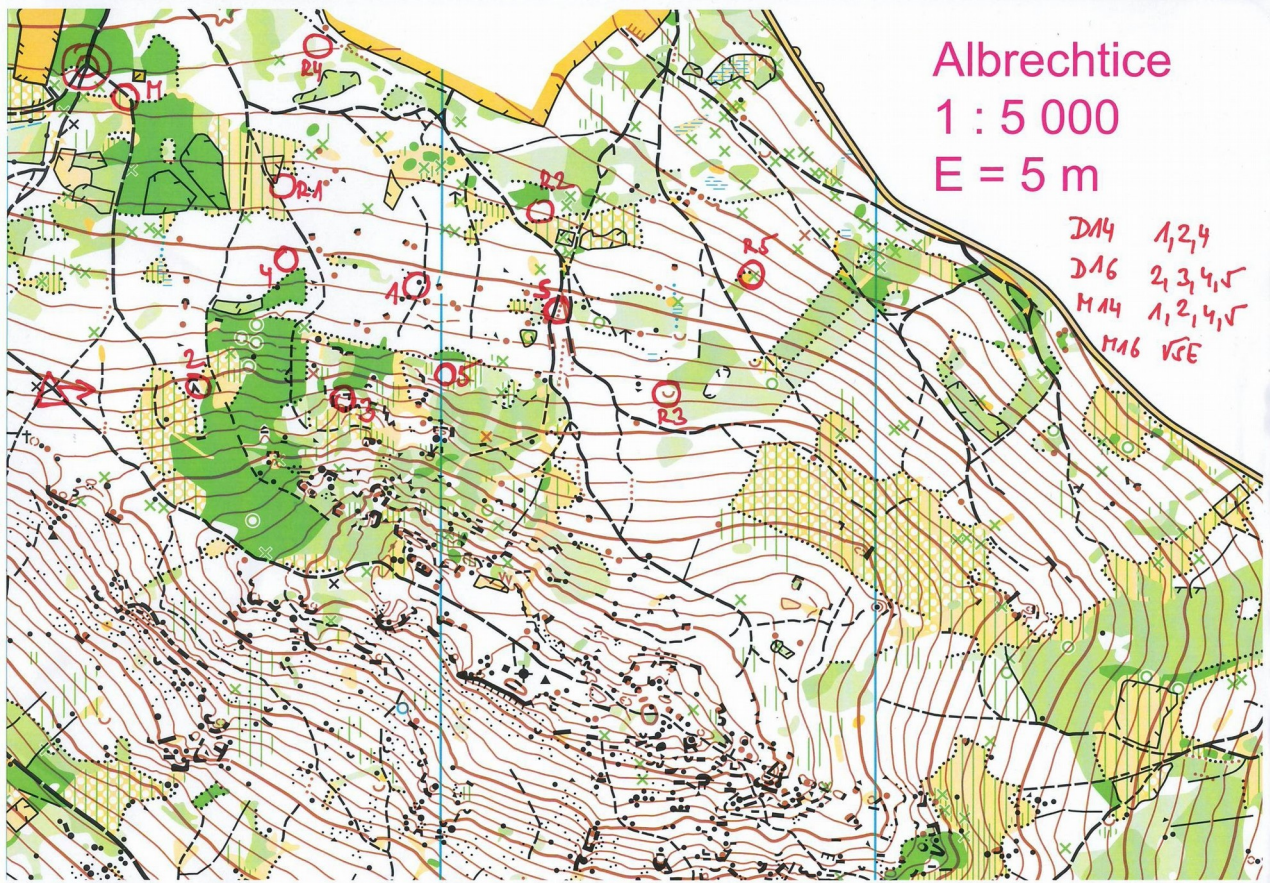 Albrechtice
1 : 5 000
E = 5 m
D14 1,2,4
D16 2,3,4,5
M14 1,2,4,5
M16 VŠE
R4
M
R1
R2
R5
4
1
S
2
3
5
R3